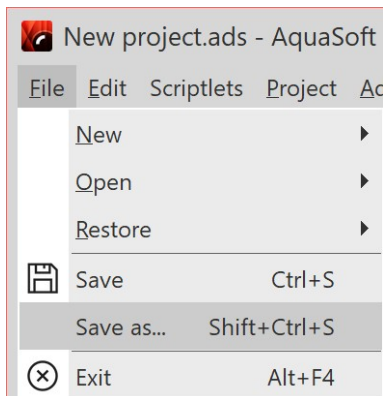 New project.ads - AquaSoft
File Edit Scriptlets Project
New
Open
Restore
Save Ctrl+S
Save as... Shift+Ctrl+S
Exit Alt+F4